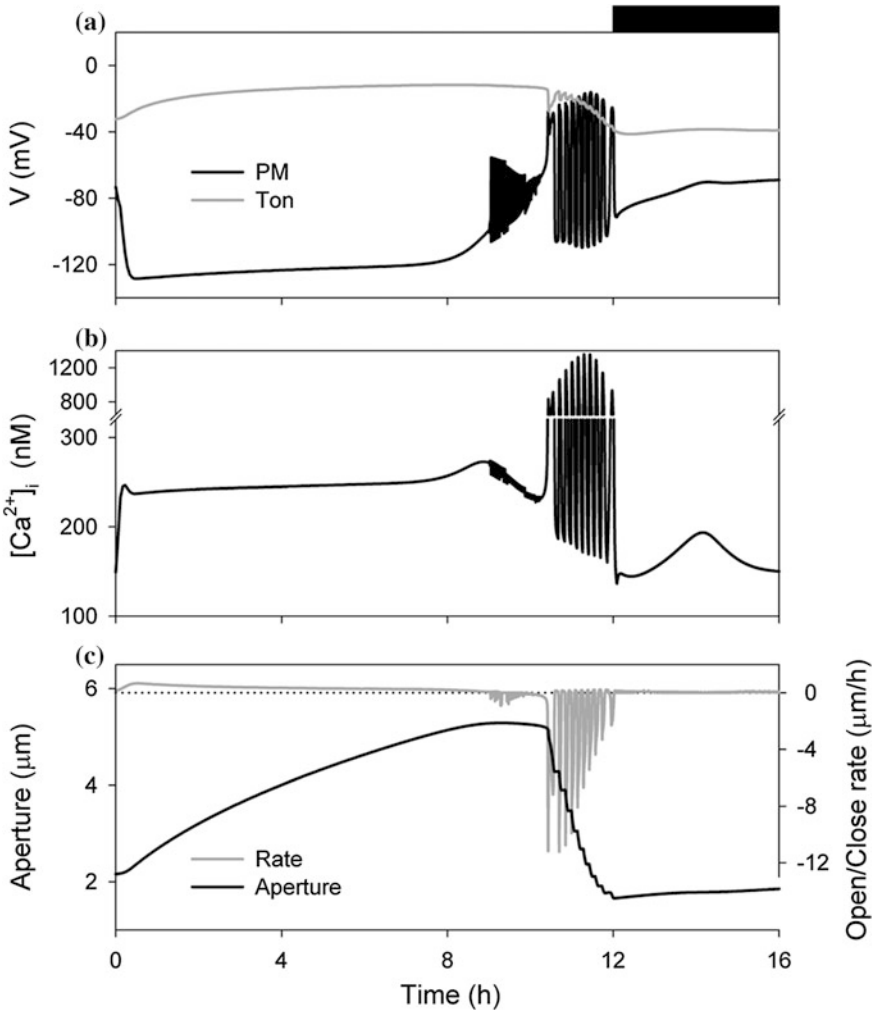 (a)
0
-40
-80
-120
V (mV)
PM
Ton
(b)
1200
800
300
200
100
[Ca²⁺]ᵢ (nM)
(c)
6
4
2
Aperture (μm)
0
-4
-8
-12
Open/Close rate (μm/h)
Rate
Aperture
0 4 8 12 16
Time (h)